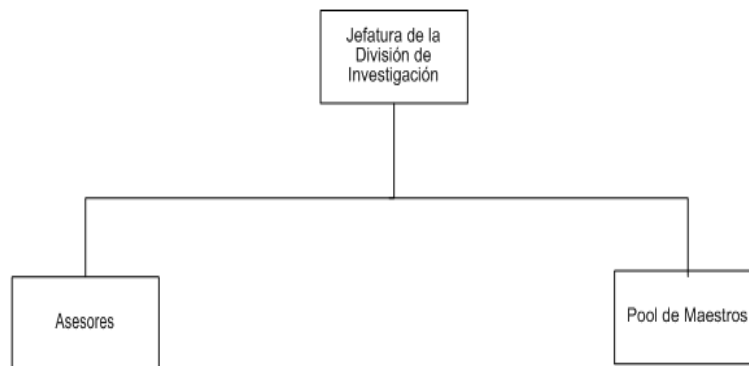 Jefatura de la
División de
Investigación
Asesores
Pool de Maestros